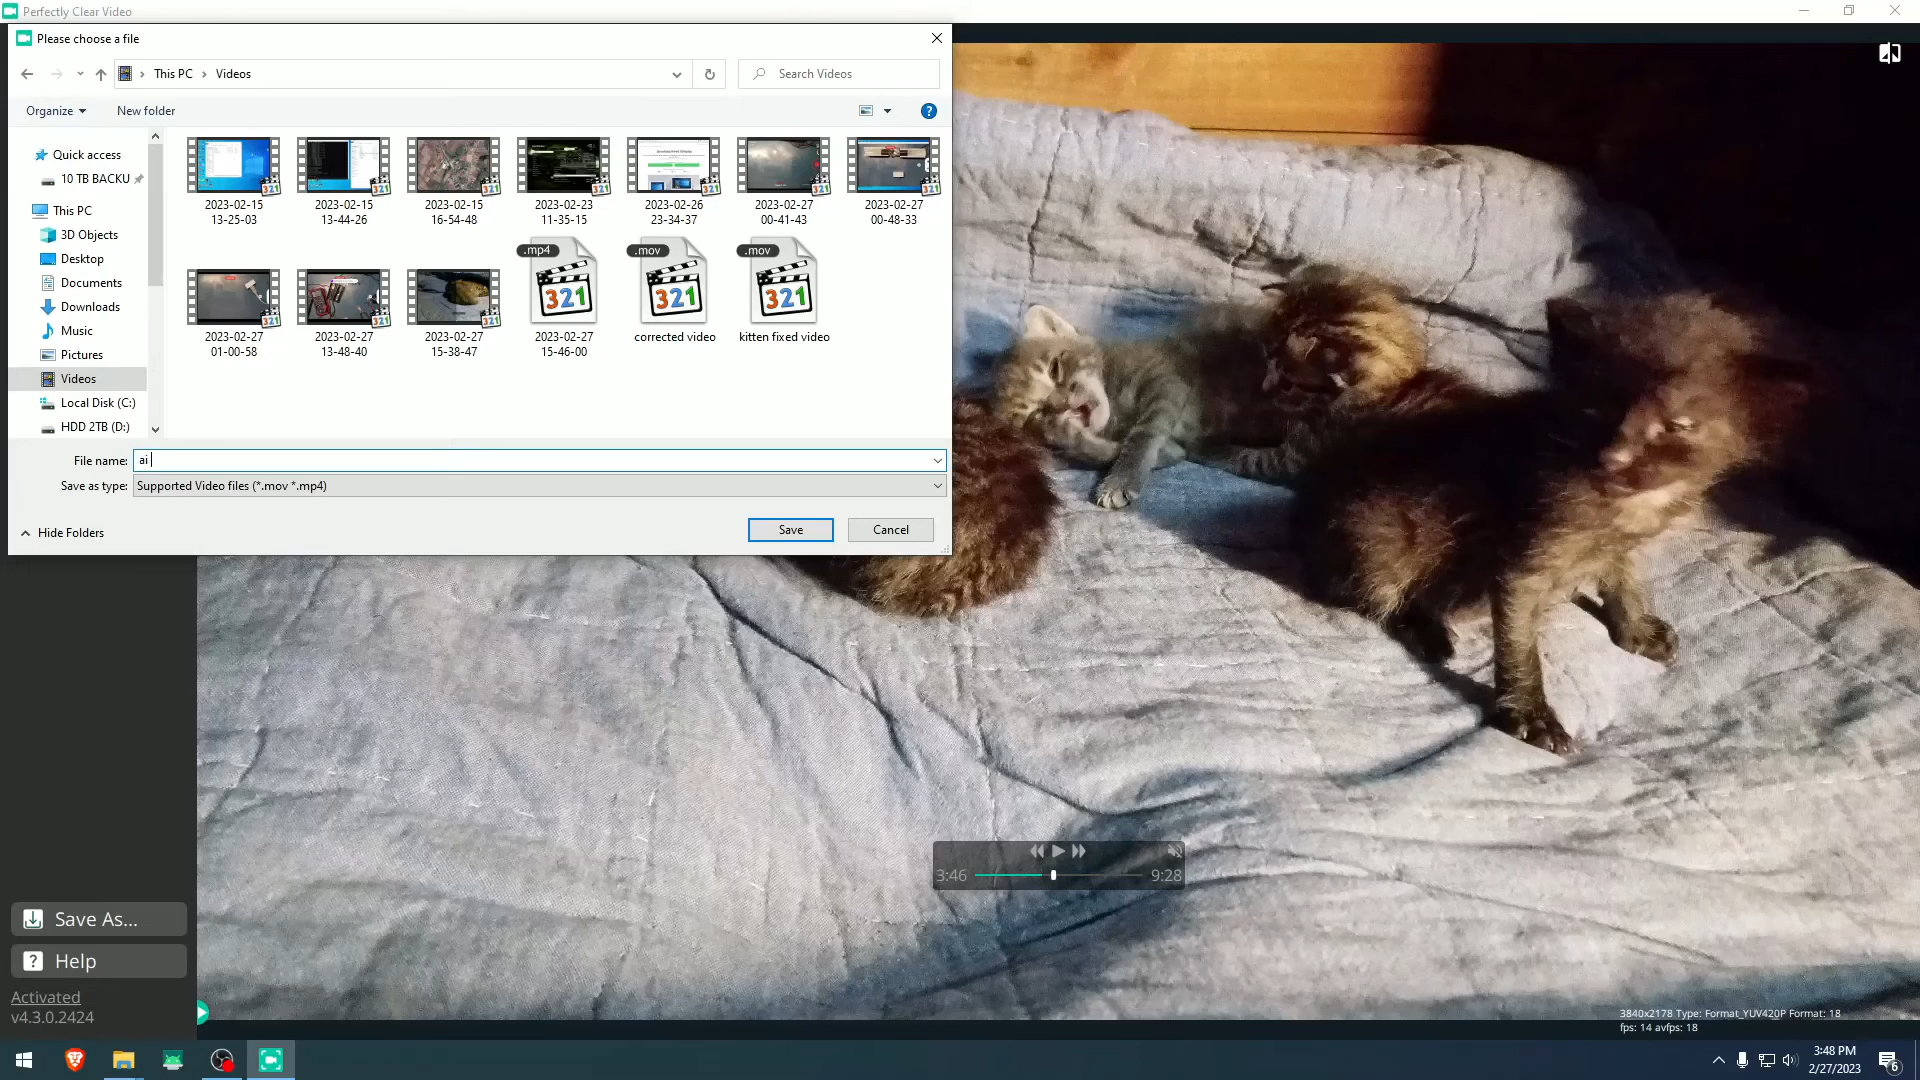 Perfectly Clear Video
Please choose a file
This PC
Videos
Search Videos
Organize
New folder
?
Quick access
10 TB BACKU
This PC
3D Objects
Desktop
Documents
Downloads
Music
Pictures
Videos
Local Disk (C:)
HDD 2TB (D:)
2023-02-15
13-25-03
2023-02-15
13-44-26
2023-02-15
16-54-48
2023-02-23
11-35-15
2023-02-26
23-34-37
2023-02-27
00-41-43
2023-02-27
00-48-33
2023-02-27
01-00-58
2023-02-27
13-48-40
2023-02-27
15-38-47
.mp4
321
2023-02-27
15-46-00
.mov
321
corrected video
.mov
321
kitten fixed video
File name:
ai
Save as type:
Supported Video files (*.mov *.mp4)
Hide Folders
Save
Cancel
3:46
9:28
Save As...
? Help
Activated
v4.3.0.2424
3840x2178 Type: Format_YUV420P Format: 18
fps: 14 avfps: 18
3:48 PM
2/27/2023
6